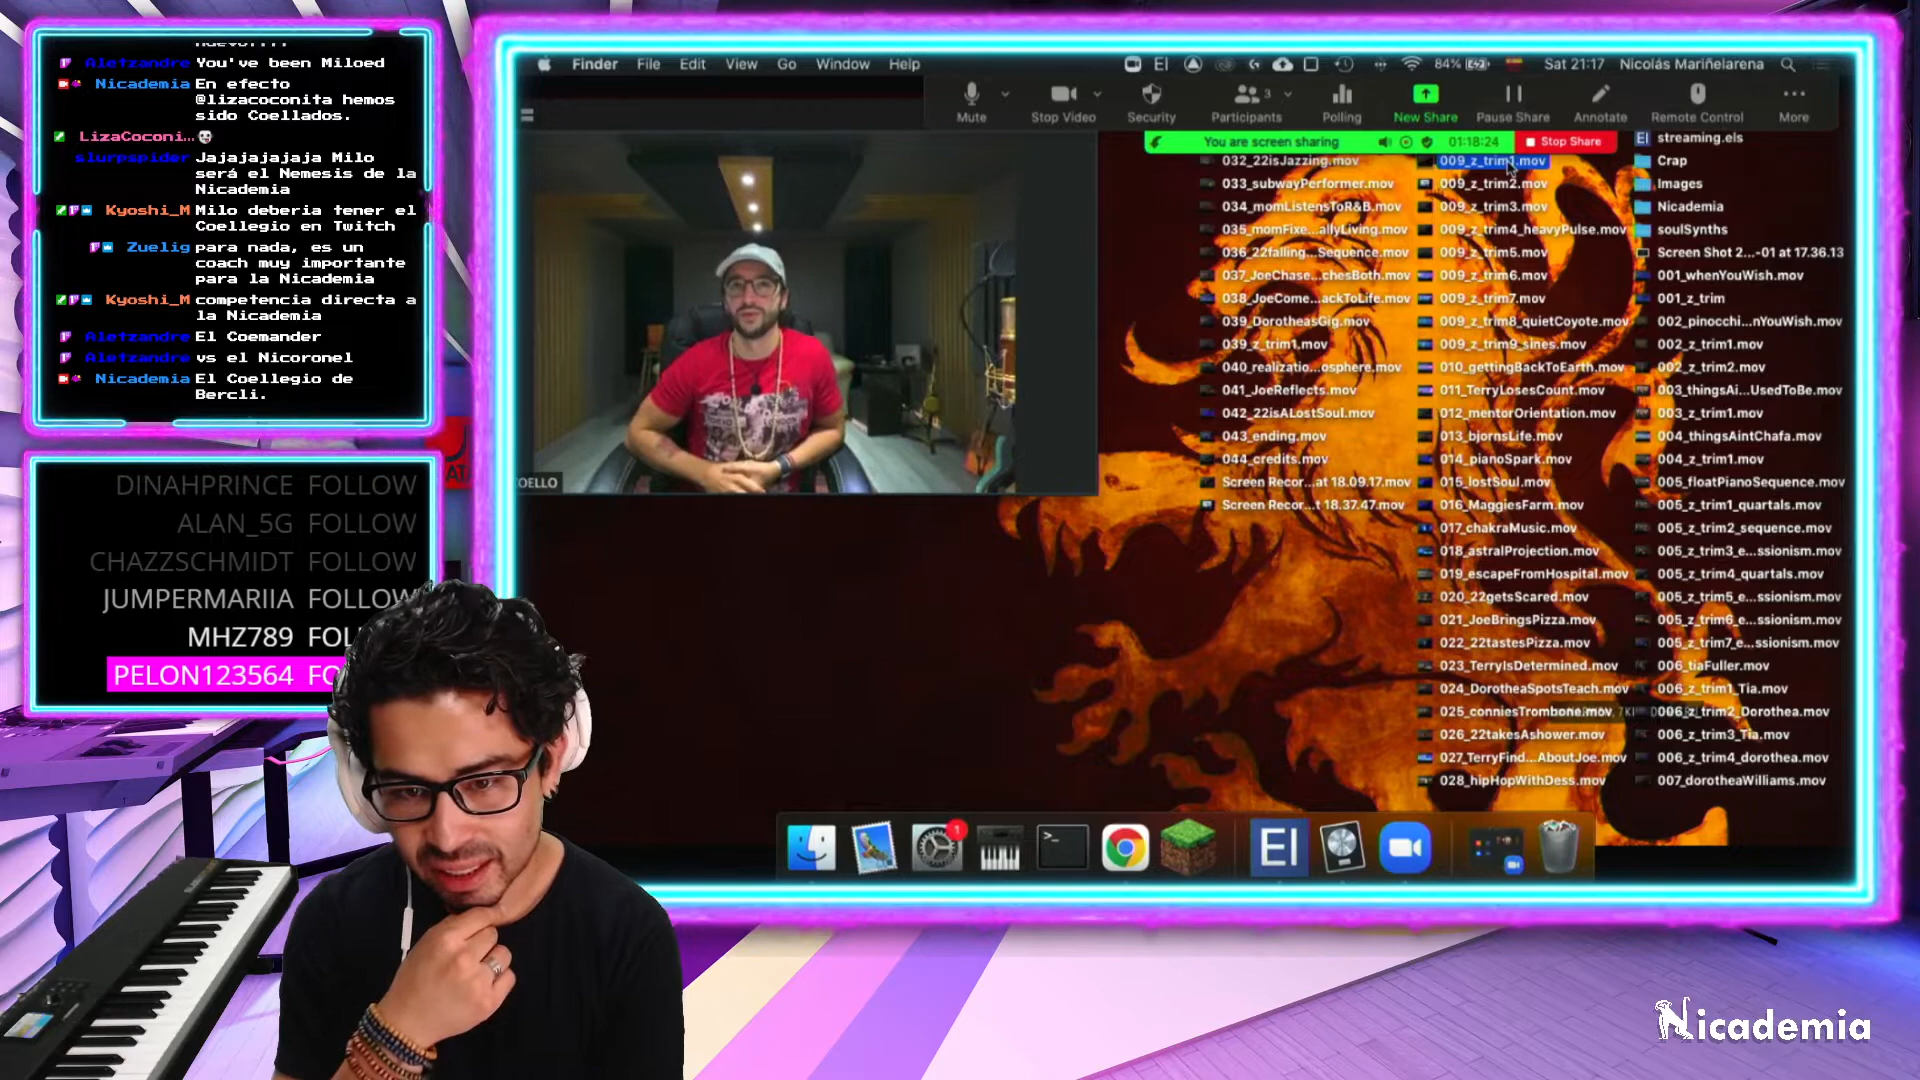 Aletzandre You've been Miloed
Nicademia En efecto
@lizacoconita hemos
sido Coellados.
LizaCoconi...
slurpspider Jajajajajaja Milo
será el Nemesis de la
Nicademia
Kyoshi_M Milo deberia tener el
Coellegio en Twitch
Zuelig para nada, es un
coach muy importante
para la Nicademia
Kyoshi_M competencia directa a
la Nicademia
Aletzandre El Coemander
Aletzandre vs el Nicoronel
Nicademia El Coellegio de
Bercli.
DINAHPRINCE FOLLOW
ALAN_5G FOLLOW
CHAZZSCHMIDT FOLLOW
JUMPERMARIIA FOLLOW
MHZ789 FOL
PELON123564 FO
Finder File Edit View Go Window Help
EI 84% Sat 21:17 Nicolás Mariñelarena
Mute Stop Video Security Participants 3 Polling New Share Pause Share Annotate Remote Control More
You are screen sharing 01:18:24 Stop Share
OELLO
032_22isJazzing.mov
033_subwayPerformer.mov
034_momListensToR&B.mov
035_momFixe...allyLiving.mov
036_22falling...Sequence.mov
037_JoeChase...chesBoth.mov
038_JoeCome...ackToLife.mov
039_DorotheasGig.mov
039_z_trim1.mov
040_realizatio...osphere.mov
041_JoeReflects.mov
042_22isALostSoul.mov
043_ending.mov
044_credits.mov
Screen Recor...at 18.09.17.mov
Screen Recor...t 18.37.47.mov
009_z_trim1.mov
009_z_trim2.mov
009_z_trim3.mov
009_z_trim4_heavyPulse.mov
009_z_trim5.mov
009_z_trim6.mov
009_z_trim7.mov
009_z_trim8_quietCoyote.mov
009_z_trim9_sines.mov
010_gettingBackToEarth.mov
011_TerryLosesCount.mov
012_mentorOrientation.mov
013_bjornsLife.mov
014_pianoSpark.mov
015_lostSoul.mov
016_MaggiesFarm.mov
017_chakraMusic.mov
018_astralProjection.mov
019_escapeFromHospital.mov
020_22getsScared.mov
021_JoeBringsPizza.mov
022_22tastesPizza.mov
023_TerryIsDetermined.mov
024_DorotheaSpotsTeach.mov
025_conniesTrombone.mov
026_22takesAshower.mov
027_TerryFind...AboutJoe.mov
028_hipHopWithDess.mov
streaming.els
Crap
Images
Nicademia
soulSynths
Screen Shot 2...-01 at 17.36.13
001_whenYouWish.mov
001_z_trim
002_pinocchi...nYouWish.mov
002_z_trim1.mov
002_z_trim2.mov
003_thingsAi...UsedToBe.mov
003_z_trim1.mov
004_thingsAintChafa.mov
004_z_trim1.mov
005_floatPianoSequence.mov
005_z_trim1_quartals.mov
005_z_trim2_sequence.mov
005_z_trim3_e...ssionism.mov
005_z_trim4_quartals.mov
005_z_trim5_e...ssionism.mov
005_z_trim6_e...ssionism.mov
005_z_trim7_e...ssionism.mov
006_tiaFuller.mov
006_z_trim1_Tia.mov
006_z_trim2_Dorothea.mov
006_z_trim3_Tia.mov
006_z_trim4_dorothea.mov
007_dorotheaWilliams.mov
1
EI
Nicademia